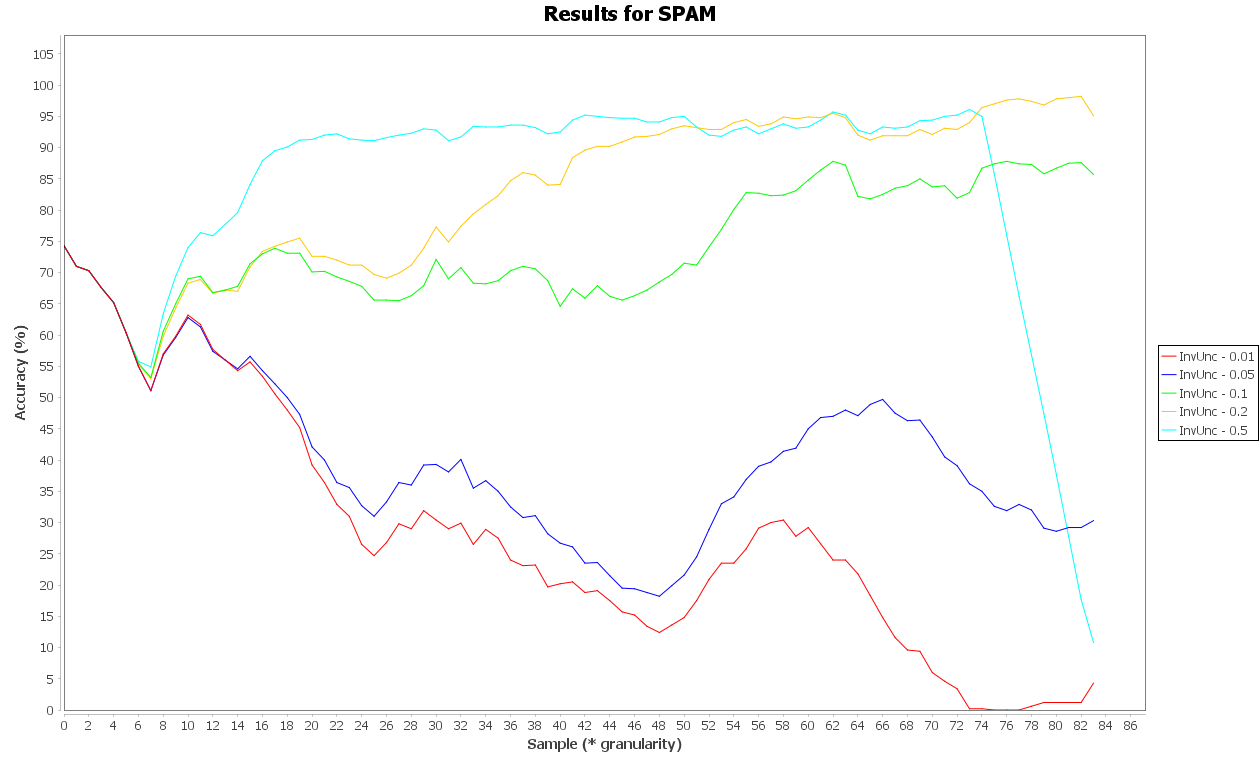 Results for SPAM
Accuracy (%)
105
100
95
90
85
80
75
70
65
60
55
50
45
40
35
30
25
20
15
10
5
0
0 2 4 6 8 10 12 14 16 18 20 22 24 26 28 30 32 34 36 38 40 42 44 46 48 50 52 54 56 58 60 62 64 66 68 70 72 74 76 78 80 82 84 86
Sample (* granularity)
InvUnc - 0.01
InvUnc - 0.05
InvUnc - 0.1
InvUnc - 0.2
InvUnc - 0.5